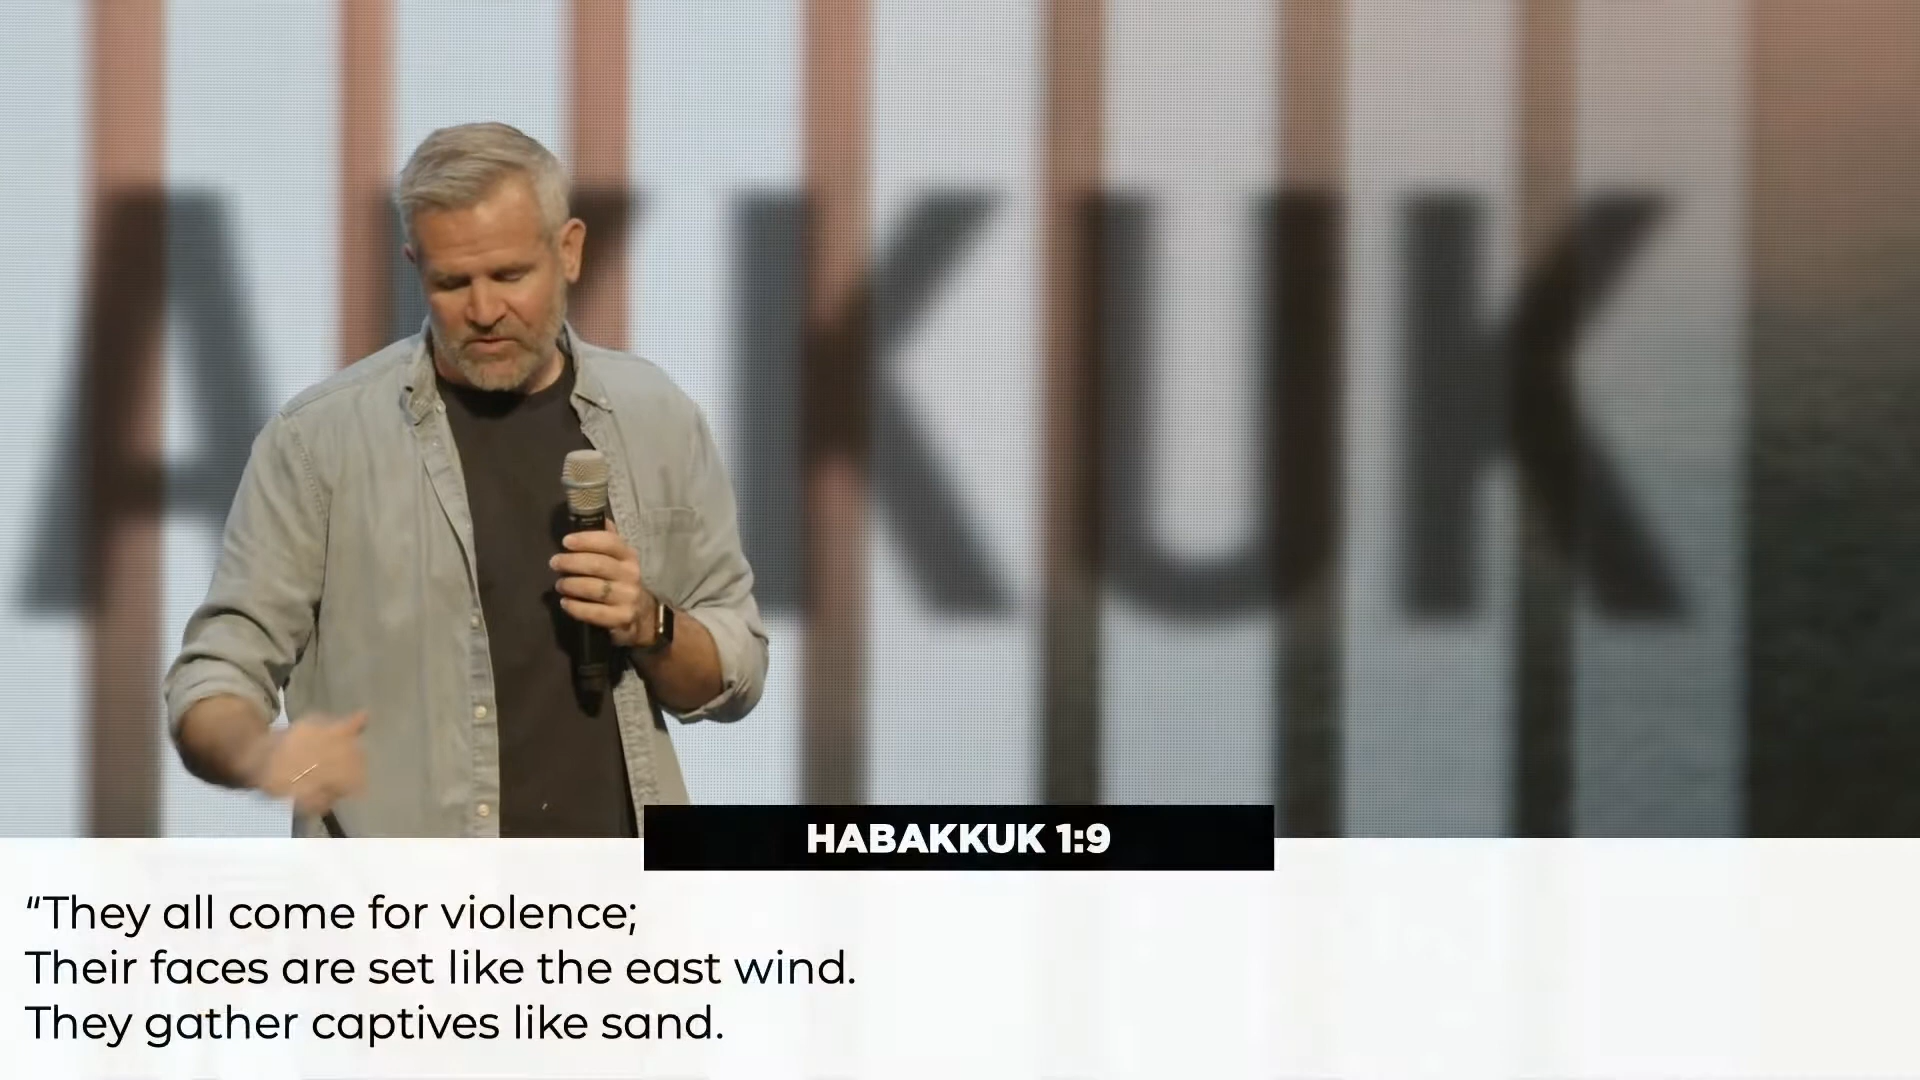 AKKUK
HABAKKUK 1:9
“They all come for violence;
Their faces are set like the east wind.
They gather captives like sand.